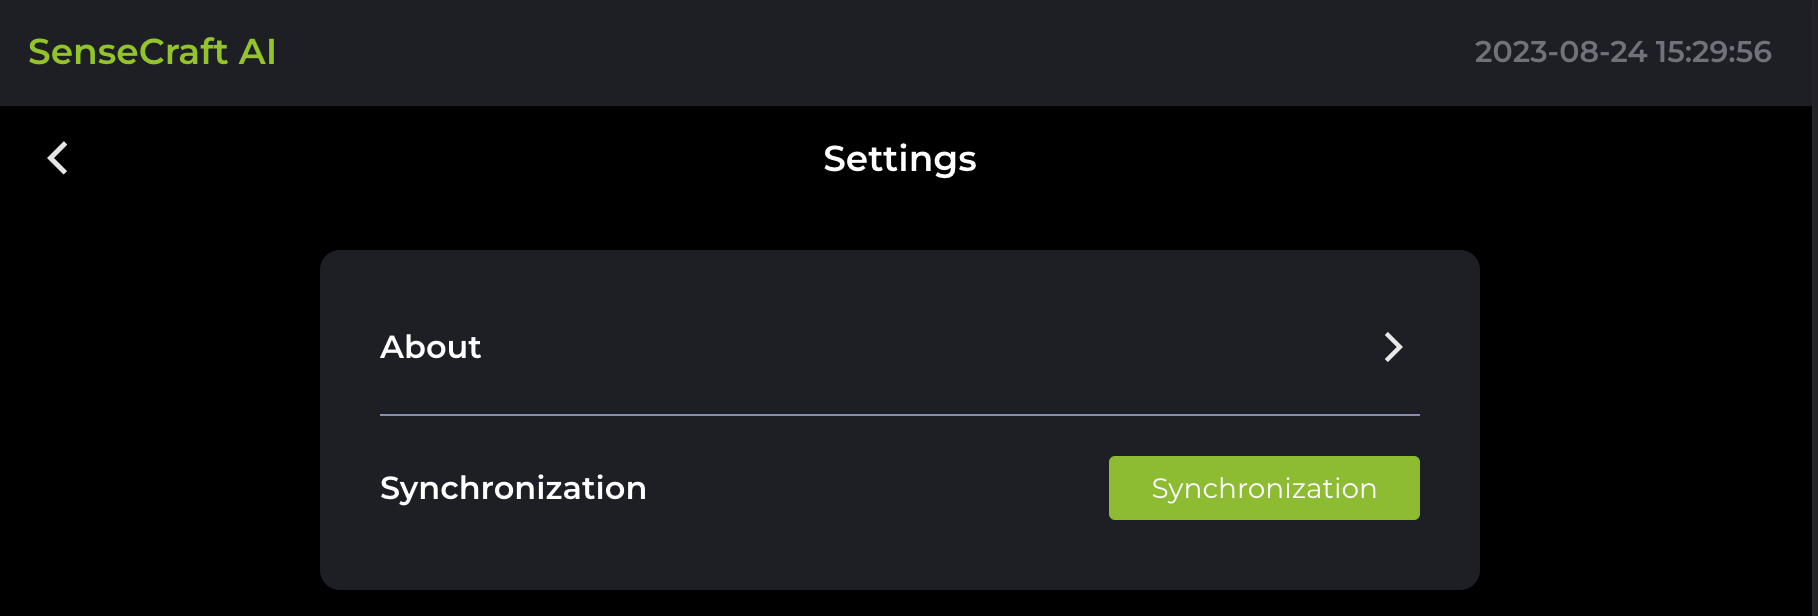 SenseCraft AI
2023-08-24 15:29:56
Settings
About
Synchronization
Synchronization